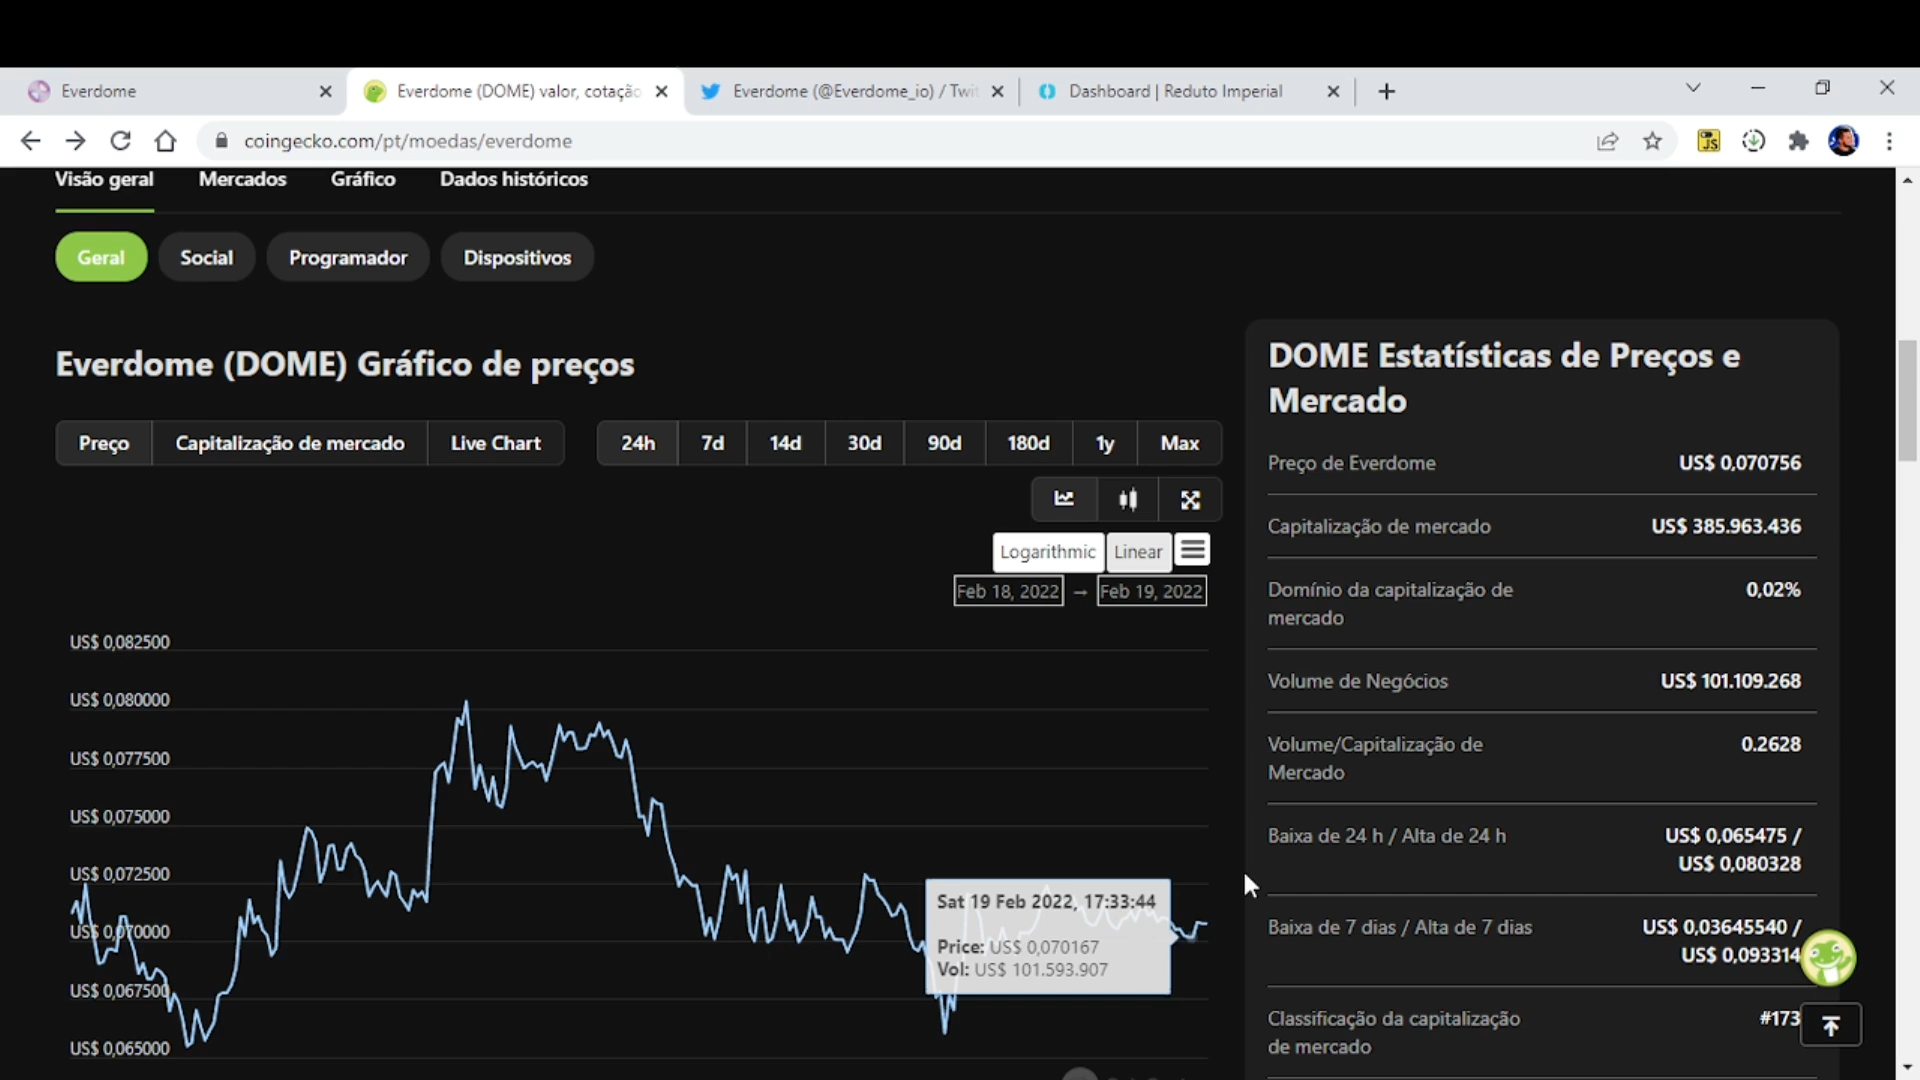 Everdome
Everdome (DOME) valor, cotação
Everdome (@Everdome_io) / Twi
Dashboard | Reduto Imperial
coingecko.com/pt/moedas/everdome
JS
Visão geral
Mercados
Gráfico
Dados históricos
Geral
Social
Programador
Dispositivos
Everdome (DOME) Gráfico de preços
Preço
Capitalização de mercado
Live Chart
24h
7d
14d
30d
90d
180d
1y
Max
Logarithmic
Linear
Feb 18, 2022 → Feb 19, 2022
US$ 0,082500
US$ 0,080000
US$ 0,077500
US$ 0,075000
US$ 0,072500
US$ 0,070000
US$ 0,067500
US$ 0,065000
Sat 19 Feb 2022, 17:33:44
Price: US$ 0,070167
Vol: US$ 101.593.907
DOME Estatísticas de Preços e
Mercado
Preço de Everdome
US$ 0,070756
Capitalização de mercado
US$ 385.963.436
Domínio da capitalização de
mercado
0,02%
Volume de Negócios
US$ 101.109.268
Volume/Capitalização de
Mercado
0.2628
Baixa de 24 h / Alta de 24 h
US$ 0,065475 /
US$ 0,080328
Baixa de 7 dias / Alta de 7 dias
US$ 0,03645540 /
US$ 0,093314
Classificação da capitalização
de mercado
#173